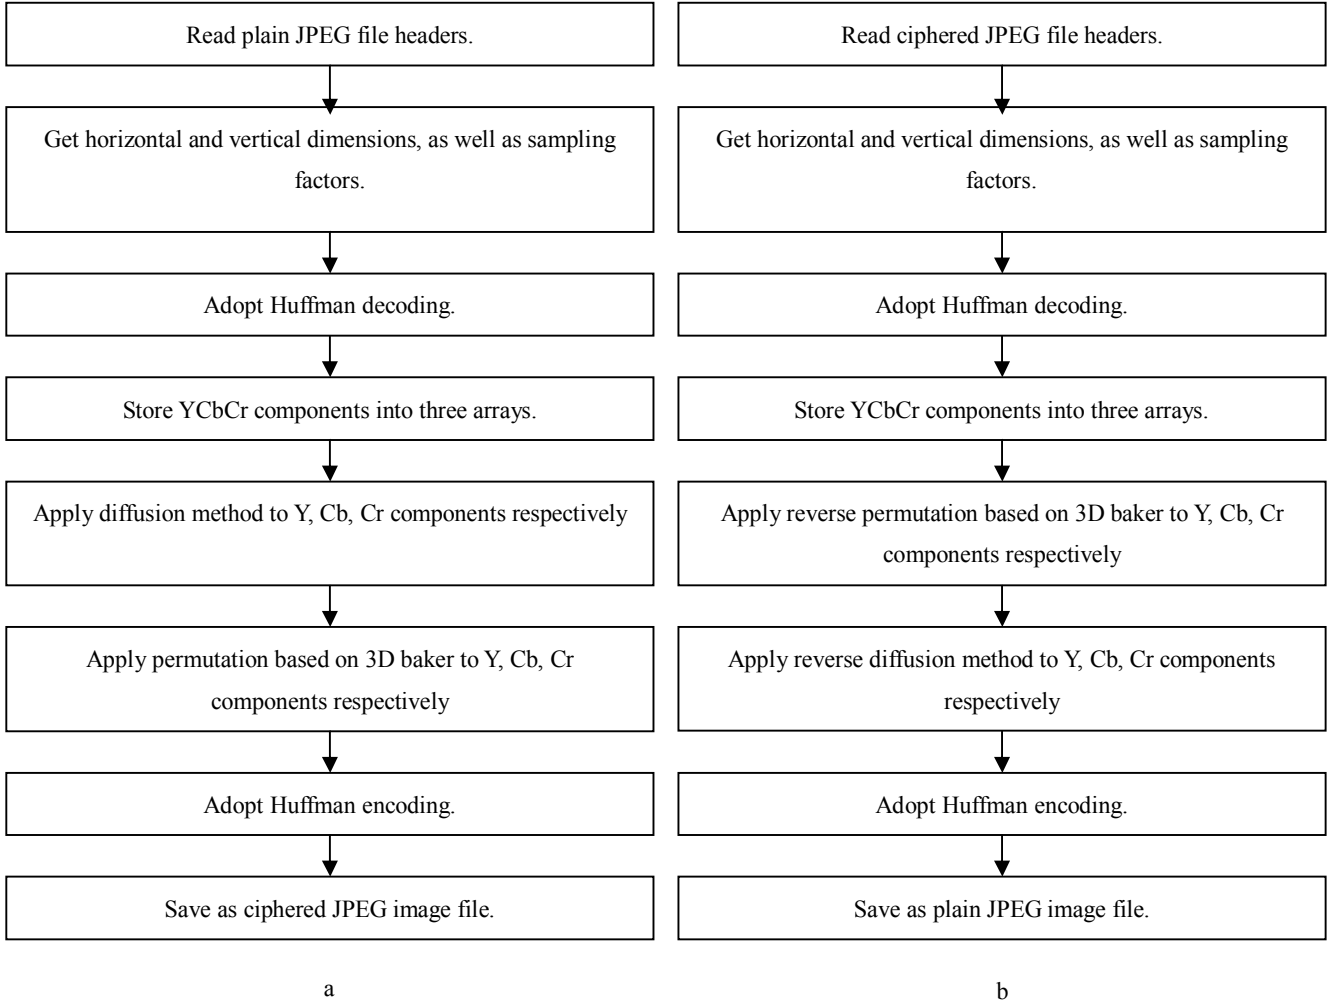 Read plain JPEG file headers.
Get horizontal and vertical dimensions, as well as sampling
factors.
Adopt Huffman decoding.
Store YCbCr components into three arrays.
Apply diffusion method to Y, Cb, Cr components respectively
Apply permutation based on 3D baker to Y, Cb, Cr
components respectively
Adopt Huffman encoding.
Save as ciphered JPEG image file.
a
Read ciphered JPEG file headers.
Get horizontal and vertical dimensions, as well as sampling
factors.
Adopt Huffman decoding.
Store YCbCr components into three arrays.
Apply reverse permutation based on 3D baker to Y, Cb, Cr
components respectively
Apply reverse diffusion method to Y, Cb, Cr components
respectively
Adopt Huffman encoding.
Save as plain JPEG image file.
b